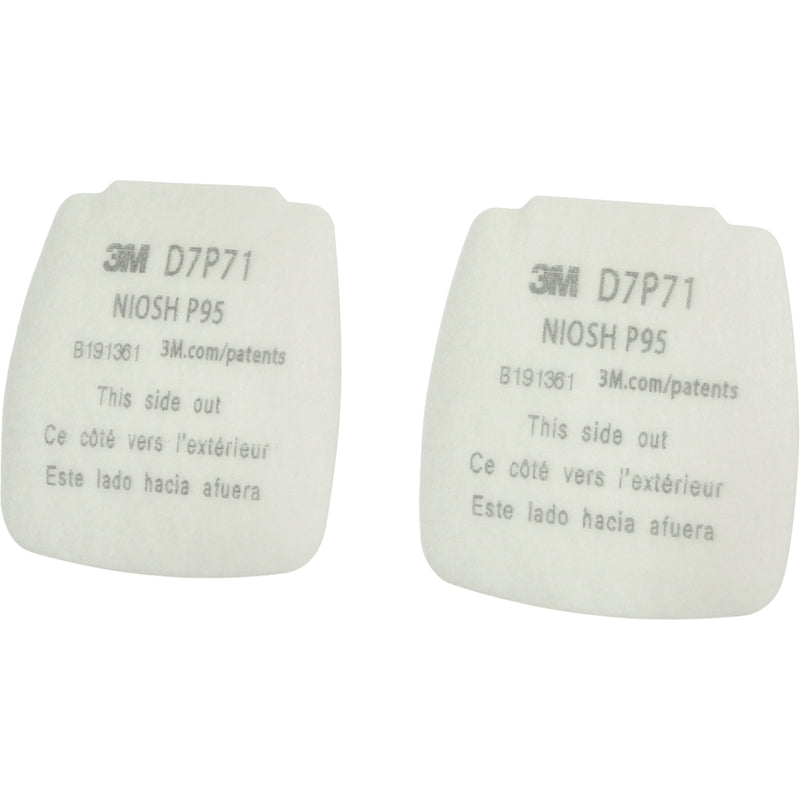 3M D7P71
NIOSH P95
B191361 3M.com/patents
This side out
Ce côté vers l'extérieur
Este lado hacia afuera
3M D7P71
NIOSH P95
B191361 3M.com/patents
This side out
Ce côté vers l'extérieur
Este lado hacia afuera